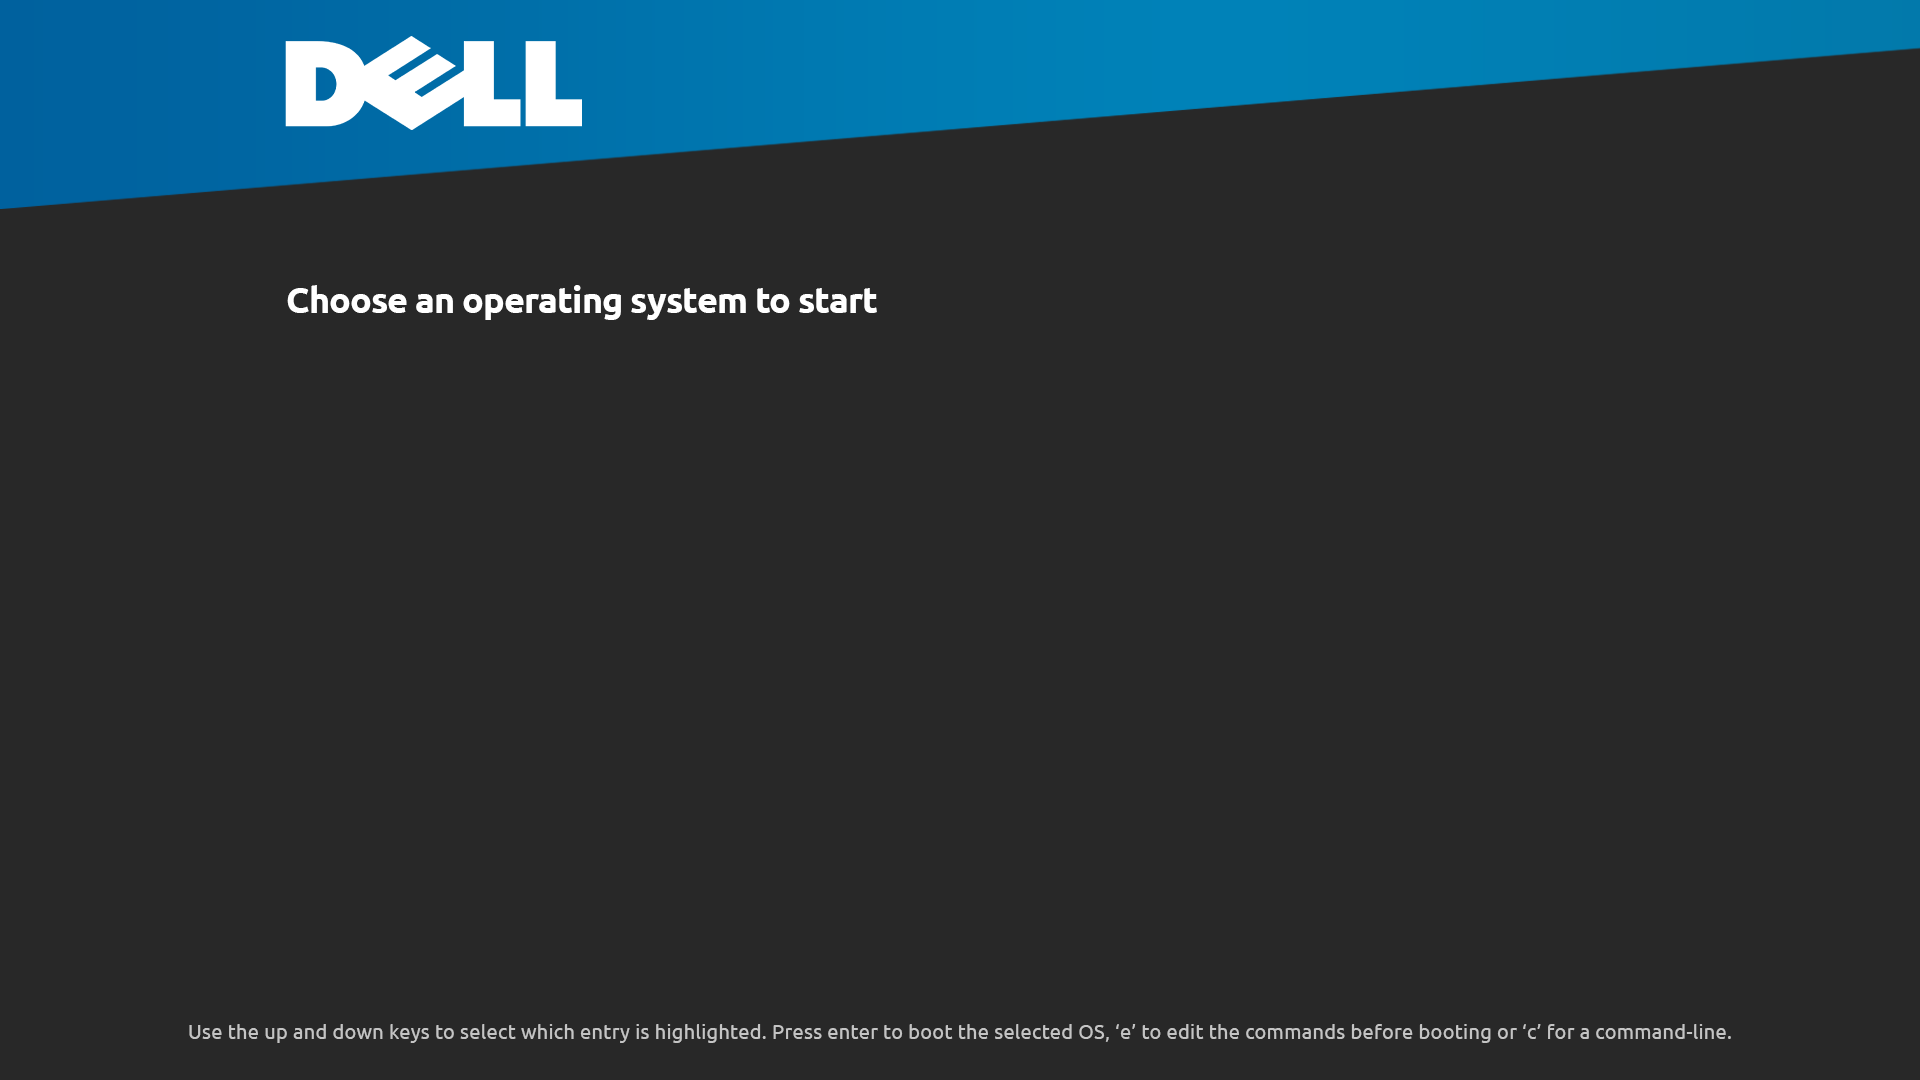 DELL
Choose an operating system to start
Use the up and down keys to select which entry is highlighted. Press enter to boot the selected OS, ‘e’ to edit the commands before booting or ‘c’ for a command-line.